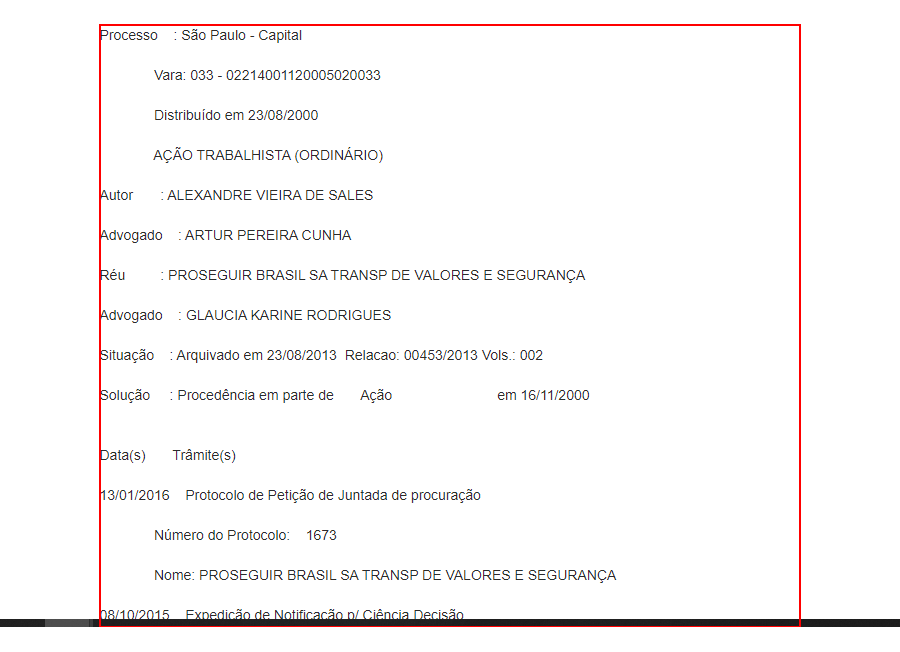 Processo : São Paulo - Capital
Vara: 033 - 02214001120005020033
Distribuído em 23/08/2000
AÇÃO TRABALHISTA (ORDINÁRIO)
Autor : ALEXANDRE VIEIRA DE SALES
Advogado : ARTUR PEREIRA CUNHA
Réu : PROSEGUIR BRASIL SA TRANSP DE VALORES E SEGURANÇA
Advogado : GLAUCIA KARINE RODRIGUES
Situação : Arquivado em 23/08/2013 Relacao: 00453/2013 Vols.: 002
Solução : Procedência em parte de Ação em 16/11/2000
Data(s) Trâmite(s)
13/01/2016 Protocolo de Petição de Juntada de procuração
Número do Protocolo: 1673
Nome: PROSEGUIR BRASIL SA TRANSP DE VALORES E SEGURANÇA
08/10/2015 Expedição de Notificação p/ Ciência Decisão